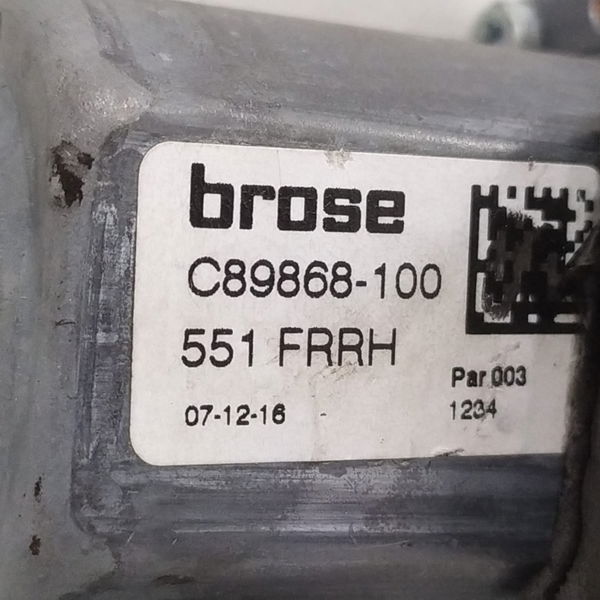 brose
C89868-100
551 FRRH
Par 003
07-12-16
1234